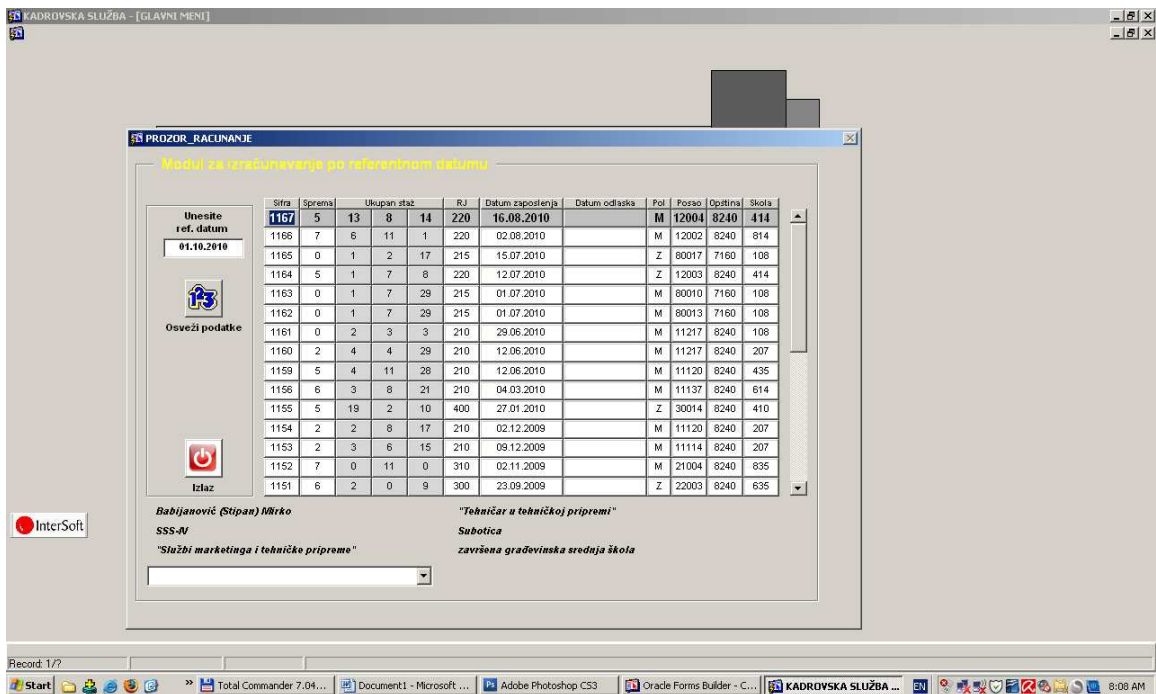 KADROVSKA SLUŽBA - [GLAVNI MENI]
PROZOR_RACUNANJE
Modul za izračunavanje po referentnom datumu
Unesite
ref. datum
01.10.2010
Osveži podatke
Izlaz
Sifra Sprema Ukupan staž RJ Datum zaposlenja Datum odlaska Pol Posao Opština Skola
1167 5 13 8 14 220 16.08.2010 M 12004 8240 414
1166 7 6 11 1 220 02.08.2010 M 12002 8240 814
1165 0 1 2 17 215 15.07.2010 Z 80017 7160 108
1164 5 1 7 8 220 12.07.2010 Z 12003 8240 414
1163 0 1 7 29 215 01.07.2010 M 80010 7160 108
1162 0 1 7 29 215 01.07.2010 M 80013 7160 108
1161 0 2 3 3 210 29.06.2010 M 11217 8240 108
1160 2 4 4 29 210 12.06.2010 M 11217 8240 207
1159 5 4 11 28 210 12.06.2010 M 11120 8240 435
1156 6 3 8 21 210 04.03.2010 M 11137 8240 614
1155 5 19 2 10 400 27.01.2010 Z 30014 8240 410
1154 2 2 8 17 210 02.12.2009 M 11120 8240 207
1153 2 3 6 15 210 09.12.2009 M 11114 8240 207
1152 7 0 11 0 310 02.11.2009 M 21004 8240 835
1151 6 2 0 9 300 23.09.2009 Z 22003 8240 635
Babijanović (Stipan) Mirko "Tehničar u tehničkoj pripremi"
SSS-IV Subotica
"Službi marketinga i tehničke pripreme" završena građevinska srednja škola
InterSoft
Record: 1/?
Start » Total Commander 7.04... Document1 - Microsoft ... Adobe Photoshop CS3 Oracle Forms Builder - C... KADROVSKA SLUŽBA ... EN 8:08 AM